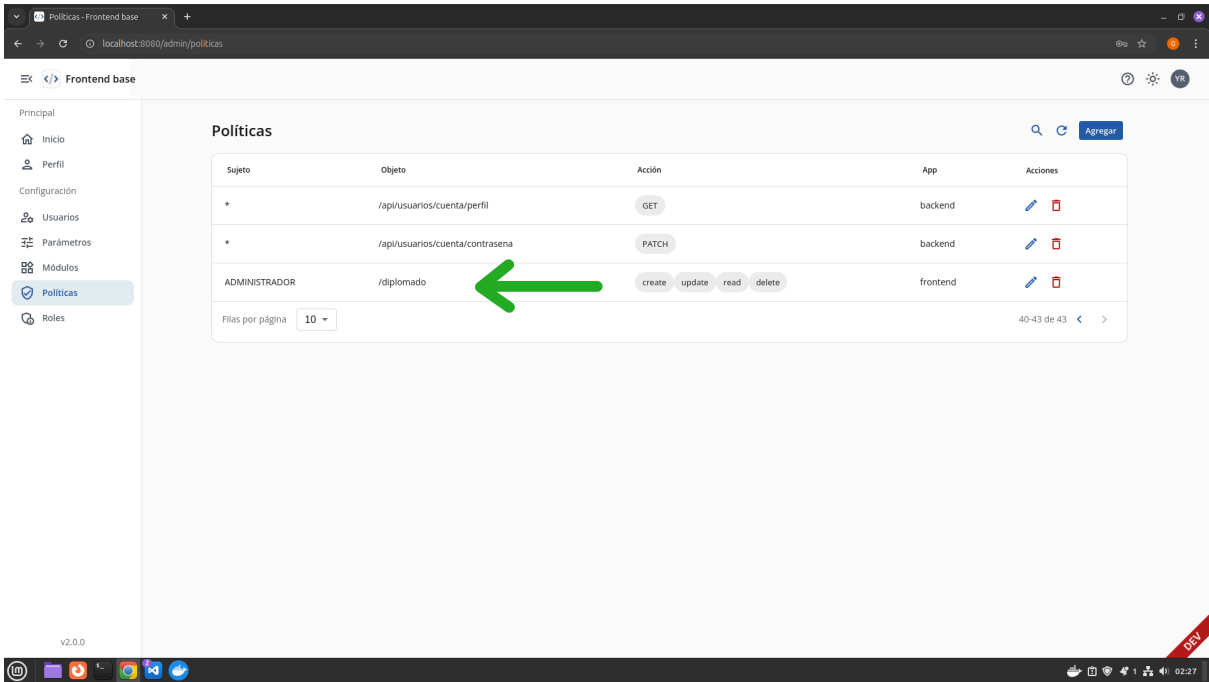 Políticas - Frontend base
localhost:8080/admin/politicas
G
</> Frontend base
YR
Principal
Inicio
Perfil
Configuración
Usuarios
Parámetros
Módulos
Políticas
Roles
v2.0.0
Políticas
Agregar
Sujeto Objeto Acción App Acciones
* /api/usuarios/cuenta/perfil GET backend
* /api/usuarios/cuenta/contrasena PATCH backend
ADMINISTRADOR /diplomado create update read delete frontend
Filas por página 10 40-43 de 43
DEV
2
1 02:27